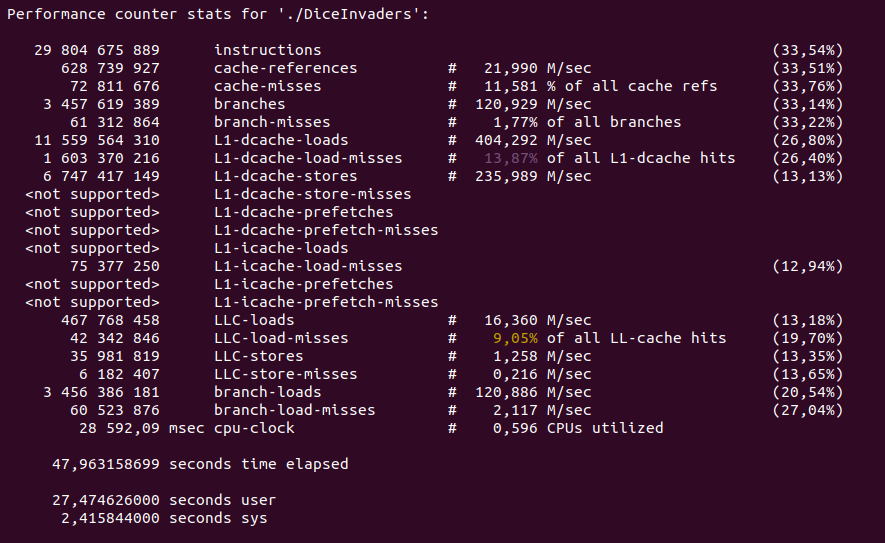 Performance counter stats for './DiceInvaders':
29 804 675 889 instructions (33,54%)
628 739 927 cache-references # 21,990 M/sec (33,51%)
72 811 676 cache-misses # 11,581 % of all cache refs (33,76%)
3 457 619 389 branches # 120,929 M/sec (33,14%)
61 312 864 branch-misses # 1,77% of all branches (33,22%)
11 559 564 310 L1-dcache-loads # 404,292 M/sec (26,80%)
1 603 370 216 L1-dcache-load-misses # 13,87% of all L1-dcache hits (26,40%)
6 747 417 149 L1-dcache-stores # 235,989 M/sec (13,13%)
<not supported> L1-dcache-store-misses
<not supported> L1-dcache-prefetches
<not supported> L1-dcache-prefetch-misses
<not supported> L1-icache-loads
75 377 250 L1-icache-load-misses (12,94%)
<not supported> L1-icache-prefetches
<not supported> L1-icache-prefetch-misses
467 768 458 LLC-loads # 16,360 M/sec (13,18%)
42 342 846 LLC-load-misses # 9,05% of all LL-cache hits (19,70%)
35 981 819 LLC-stores # 1,258 M/sec (13,35%)
6 182 407 LLC-store-misses # 0,216 M/sec (13,65%)
3 456 386 181 branch-loads # 120,886 M/sec (20,54%)
60 523 876 branch-load-misses # 2,117 M/sec (27,04%)
28 592,09 msec cpu-clock # 0,596 CPUs utilized
47,963158699 seconds time elapsed
27,474626000 seconds user
2,415844000 seconds sys